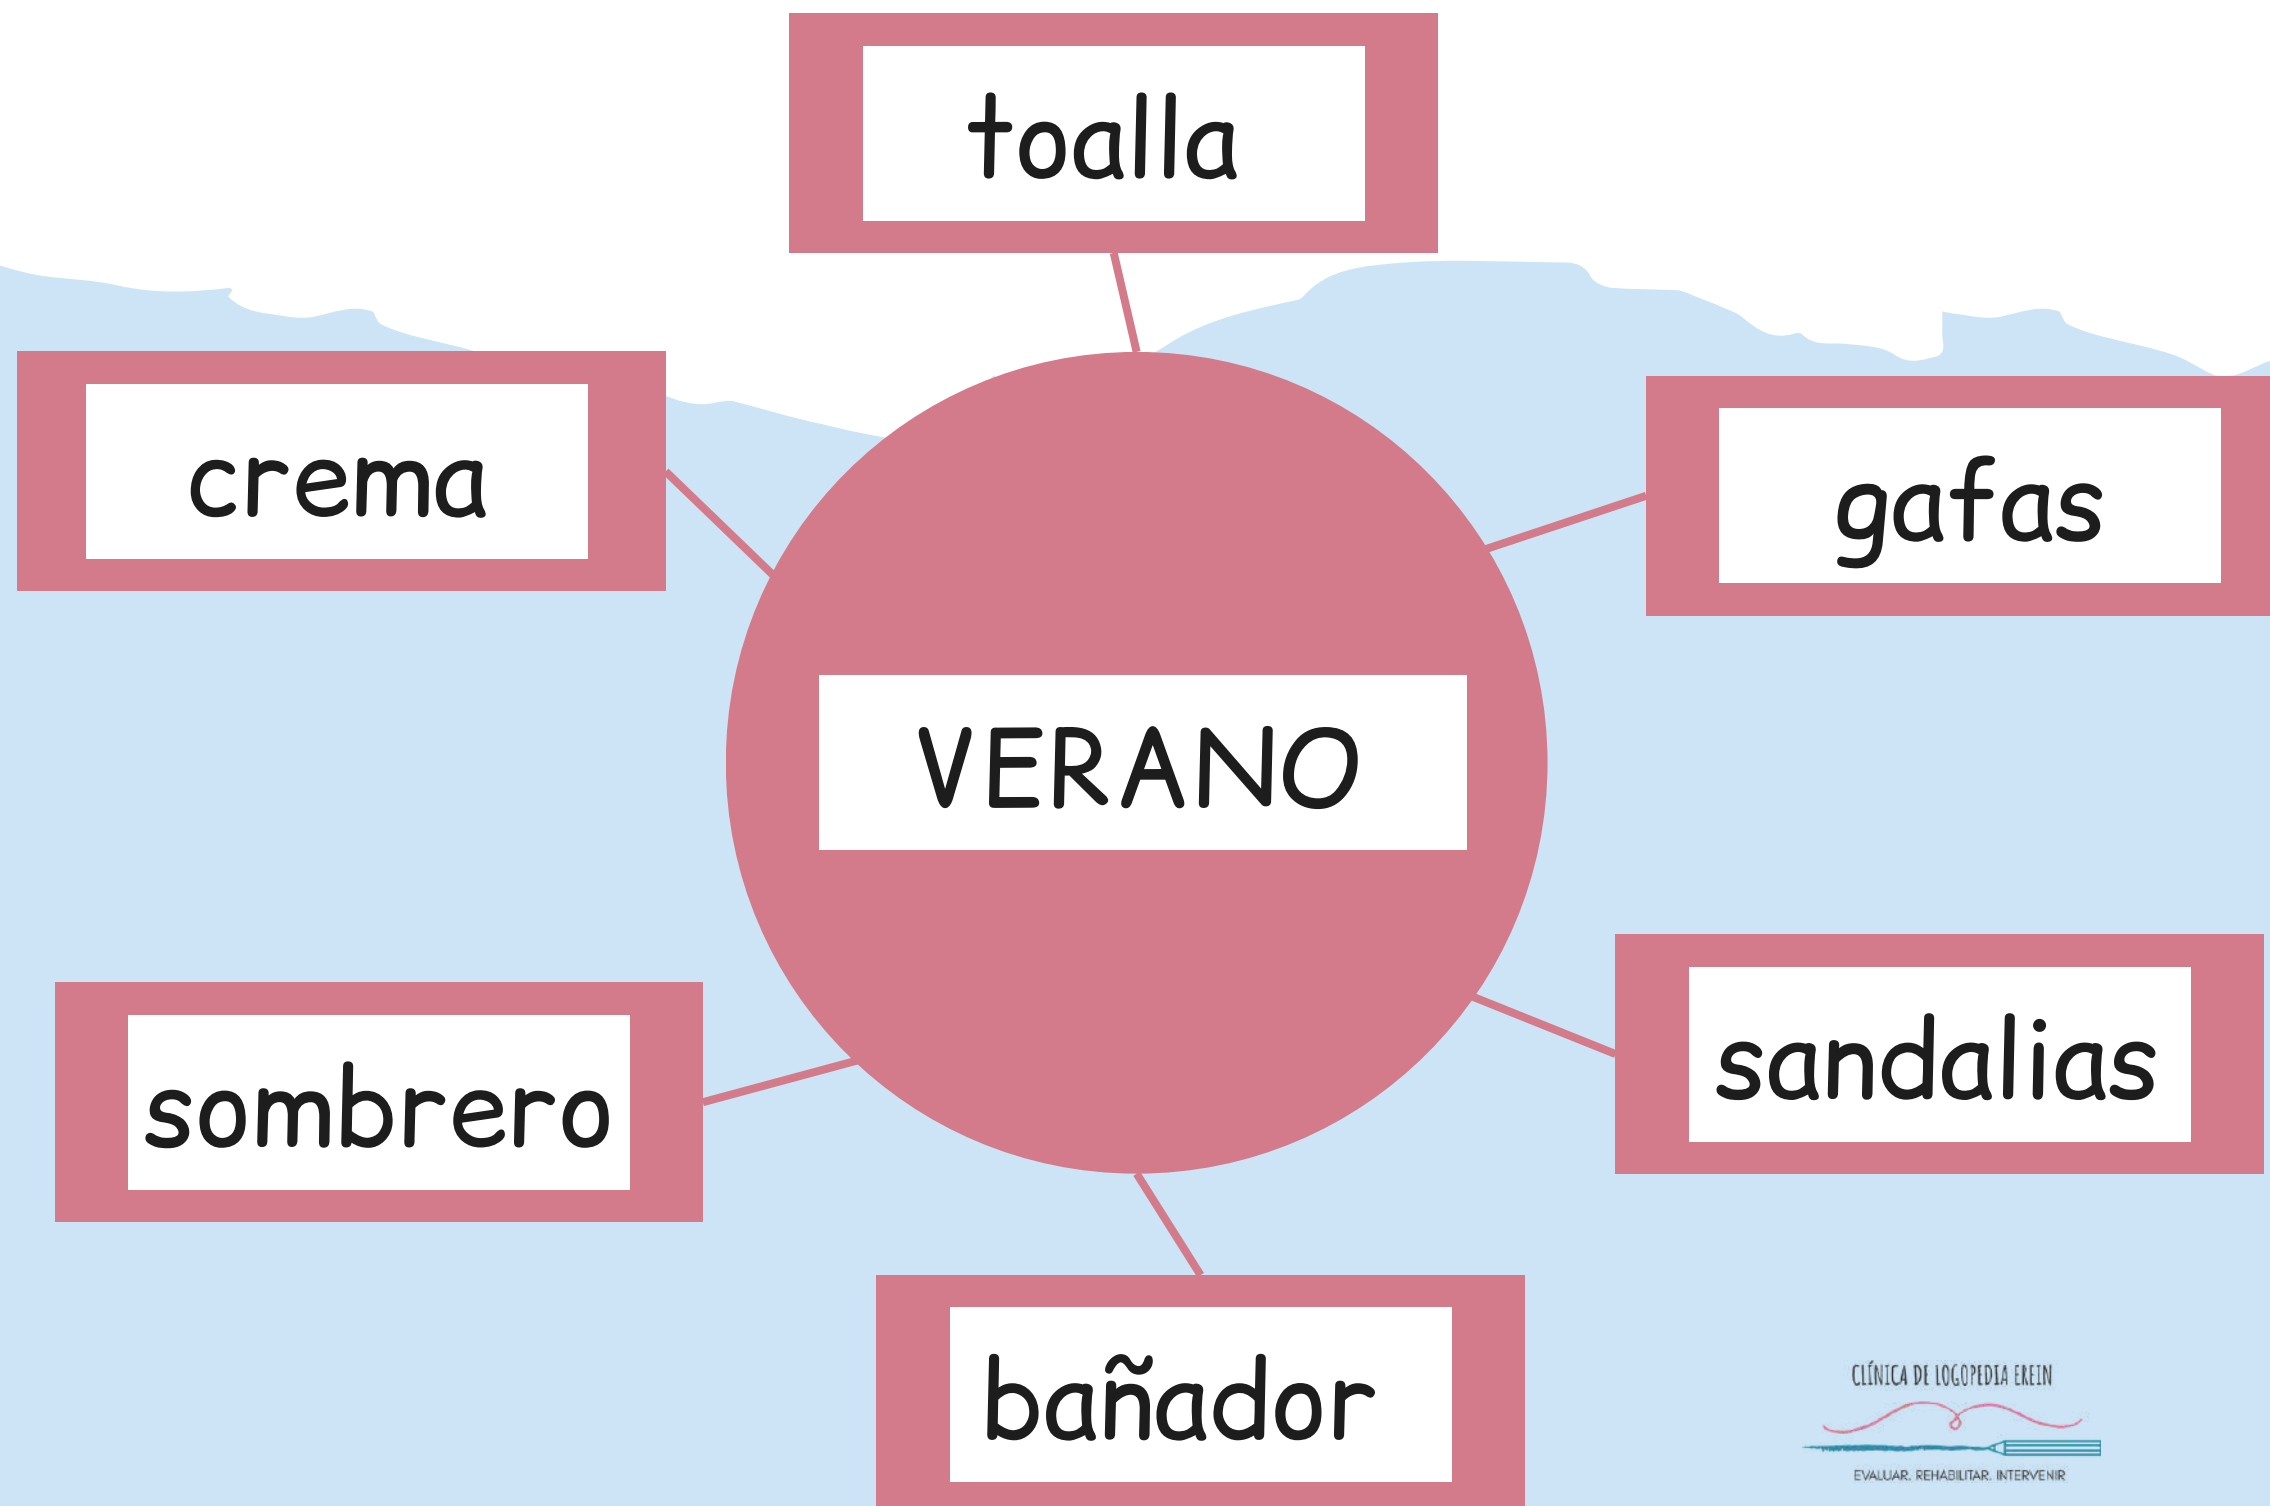 toalla
crema
gafas
VERANO
sombrero
sandalias
bañador
CLÍNICA DE LOGOPEDIA EREIN
EVALUAR. REHABILITAR. INTERVENIR